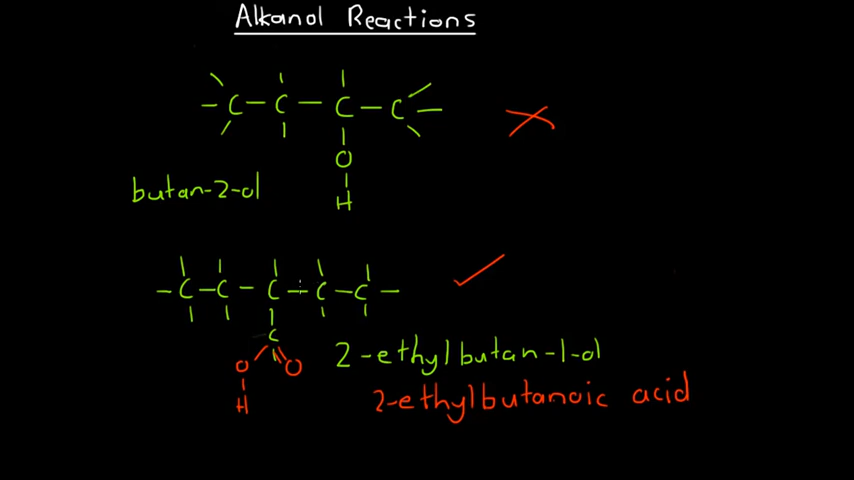 Alkanol Reactions
C C C C
O
butan-2-ol
H
C C C C C
C
2-ethylbutan-1-ol
O O
H
2-ethylbutanoic acid